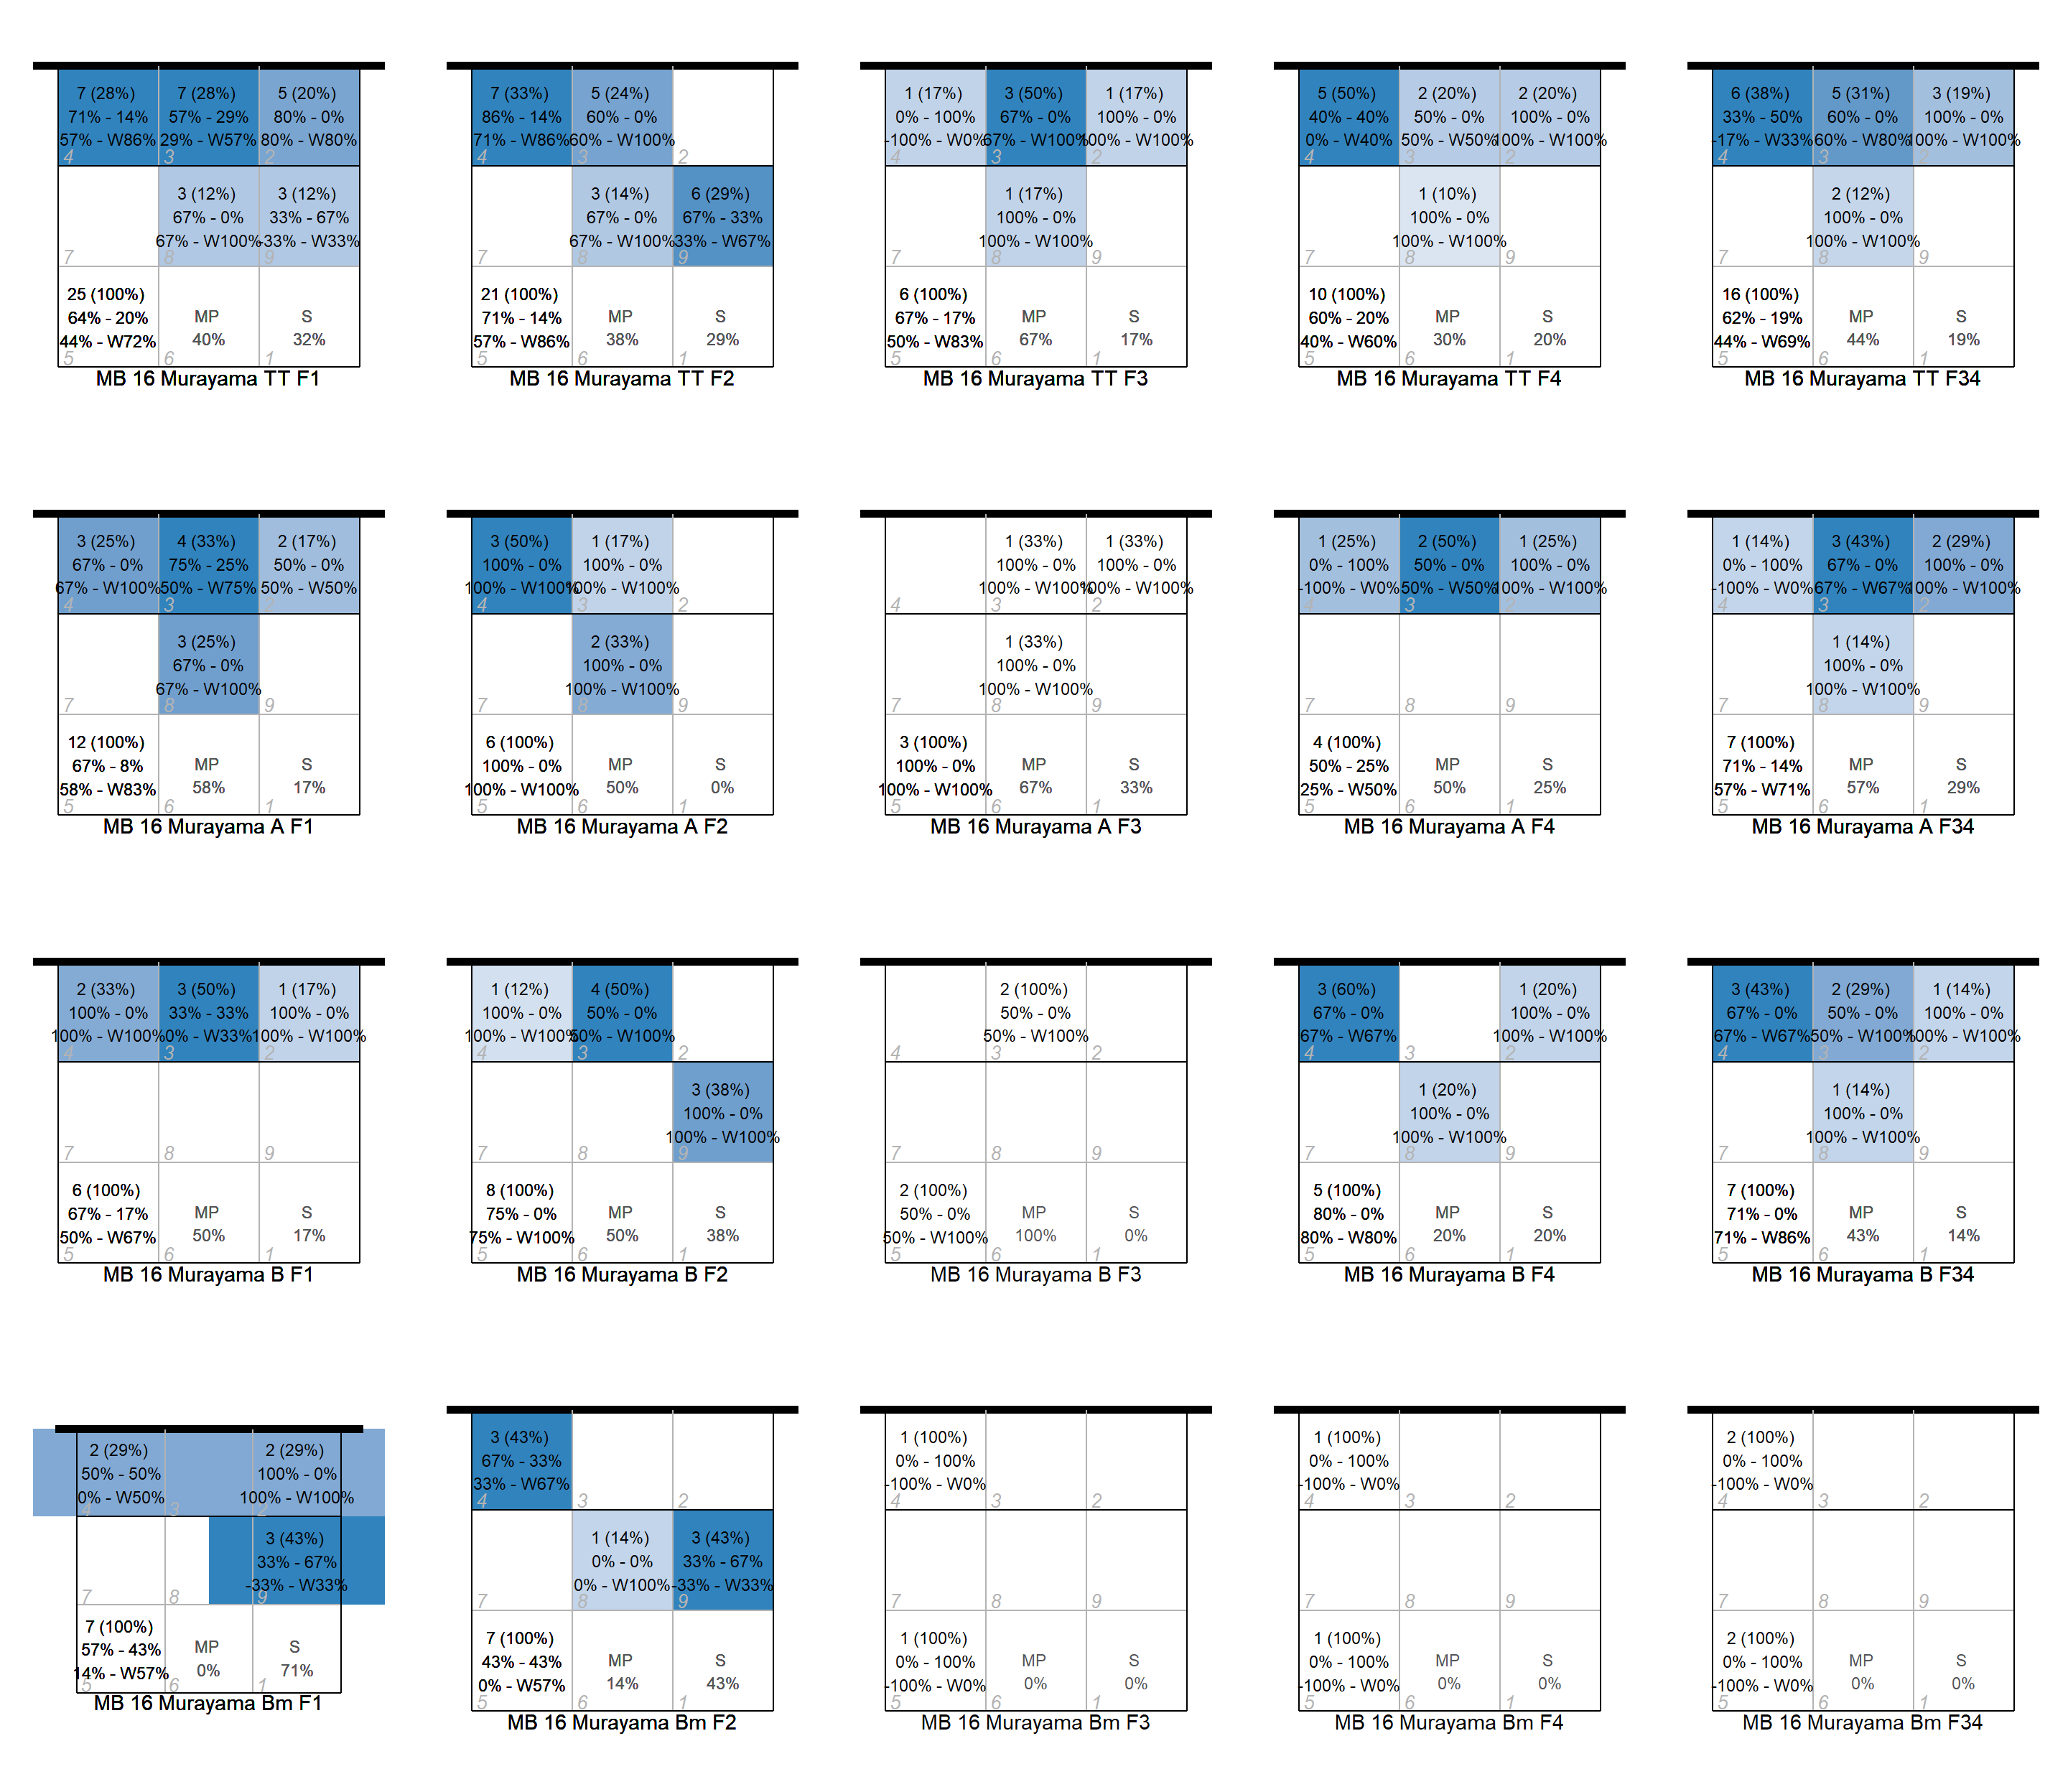 7 (28%)
71% - 14%
57% - W86%
4
7 (28%)
57% - 29%
29% - W57%
3
5 (20%)
80% - 0%
80% - W80%
2
7
3 (12%)
67% - 0%
67% - W100%
8
3 (12%)
33% - 67%
-33% - W33%
9
25 (100%)
64% - 20%
44% - W72%
5
MP
40%
6
S
32%
1
MB 16 Murayama TT F1
7 (33%)
86% - 14%
71% - W86%
4
5 (24%)
60% - 0%
60% - W100%
3
2
7
3 (14%)
67% - 0%
67% - W100%
8
6 (29%)
67% - 33%
33% - W67%
9
21 (100%)
71% - 14%
57% - W86%
5
MP
38%
6
S
29%
1
MB 16 Murayama TT F2
1 (17%)
0% - 100%
-100% - W0%
4
3 (50%)
67% - 0%
67% - W100%
3
1 (17%)
100% - 0%
100% - W100%
2
7
1 (17%)
100% - 0%
100% - W100%
8
9
6 (100%)
67% - 17%
50% - W83%
5
MP
67%
6
S
17%
1
MB 16 Murayama TT F3
5 (50%)
40% - 40%
0% - W40%
4
2 (20%)
50% - 0%
50% - W50%
3
2 (20%)
100% - 0%
100% - W100%
2
7
1 (10%)
100% - 0%
100% - W100%
8
9
10 (100%)
60% - 20%
40% - W60%
5
MP
30%
6
S
20%
1
MB 16 Murayama TT F4
6 (38%)
33% - 50%
-17% - W33%
4
5 (31%)
60% - 0%
60% - W80%
3
3 (19%)
100% - 0%
100% - W100%
2
7
2 (12%)
100% - 0%
100% - W100%
8
9
16 (100%)
62% - 19%
44% - W69%
5
MP
44%
6
S
19%
1
MB 16 Murayama TT F34
3 (25%)
67% - 0%
67% - W100%
4
4 (33%)
75% - 25%
50% - W75%
3
2 (17%)
50% - 0%
50% - W50%
2
7
3 (25%)
67% - 0%
67% - W100%
8
9
12 (100%)
67% - 8%
58% - W83%
5
MP
58%
6
S
17%
1
MB 16 Murayama A F1
3 (50%)
100% - 0%
100% - W100%
4
1 (17%)
100% - 0%
100% - W100%
3
2
7
2 (33%)
100% - 0%
100% - W100%
8
9
6 (100%)
100% - 0%
100% - W100%
5
MP
50%
6
S
0%
1
MB 16 Murayama A F2
4
1 (33%)
100% - 0%
100% - W100%
3
1 (33%)
100% - 0%
100% - W100%
2
7
1 (33%)
100% - 0%
100% - W100%
8
9
3 (100%)
100% - 0%
100% - W100%
5
MP
67%
6
S
33%
1
MB 16 Murayama A F3
1 (25%)
0% - 100%
-100% - W0%
4
2 (50%)
50% - 0%
50% - W50%
3
1 (25%)
100% - 0%
100% - W100%
2
7
8
9
4 (100%)
50% - 25%
25% - W50%
5
MP
50%
6
S
25%
1
MB 16 Murayama A F4
1 (14%)
0% - 100%
-100% - W0%
4
3 (43%)
67% - 0%
67% - W67%
3
2 (29%)
100% - 0%
100% - W100%
2
7
1 (14%)
100% - 0%
100% - W100%
8
9
7 (100%)
71% - 14%
57% - W71%
5
MP
57%
6
S
29%
1
MB 16 Murayama A F34
2 (33%)
100% - 0%
100% - W100%
4
3 (50%)
33% - 33%
0% - W33%
3
1 (17%)
100% - 0%
100% - W100%
2
7
8
9
6 (100%)
67% - 17%
50% - W67%
5
MP
50%
6
S
17%
1
MB 16 Murayama B F1
1 (12%)
100% - 0%
100% - W100%
4
4 (50%)
50% - 0%
50% - W100%
3
2
7
8
3 (38%)
100% - 0%
100% - W100%
9
8 (100%)
75% - 0%
75% - W100%
5
MP
50%
6
S
38%
1
MB 16 Murayama B F2
4
2 (100%)
50% - 0%
50% - W100%
3
2
7
8
9
2 (100%)
50% - 0%
50% - W100%
5
MP
100%
6
S
0%
1
MB 16 Murayama B F3
3 (60%)
67% - 0%
67% - W67%
4
3
1 (20%)
100% - 0%
100% - W100%
2
7
1 (20%)
100% - 0%
100% - W100%
8
9
5 (100%)
80% - 0%
80% - W80%
5
MP
20%
6
S
20%
1
MB 16 Murayama B F4
3 (43%)
67% - 0%
67% - W67%
4
2 (29%)
50% - 0%
50% - W100%
3
1 (14%)
100% - 0%
100% - W100%
2
7
1 (14%)
100% - 0%
100% - W100%
8
9
7 (100%)
71% - 0%
71% - W86%
5
MP
43%
6
S
14%
1
MB 16 Murayama B F34
2 (29%)
50% - 50%
0% - W50%
4
3
2 (29%)
100% - 0%
100% - W100%
2
7
8
3 (43%)
33% - 67%
-33% - W33%
9
7 (100%)
57% - 43%
14% - W57%
5
MP
0%
6
S
71%
1
MB 16 Murayama Bm F1
3 (43%)
67% - 33%
33% - W67%
4
3
2
7
1 (14%)
0% - 0%
0% - W100%
8
3 (43%)
33% - 67%
-33% - W33%
9
7 (100%)
43% - 43%
0% - W57%
5
MP
14%
6
S
43%
1
MB 16 Murayama Bm F2
1 (100%)
0% - 100%
-100% - W0%
4
3
2
7
8
9
1 (100%)
0% - 100%
-100% - W0%
5
MP
0%
6
S
0%
1
MB 16 Murayama Bm F3
1 (100%)
0% - 100%
-100% - W0%
4
3
2
7
8
9
1 (100%)
0% - 100%
-100% - W0%
5
MP
0%
6
S
0%
1
MB 16 Murayama Bm F4
2 (100%)
0% - 100%
-100% - W0%
4
3
2
7
8
9
2 (100%)
0% - 100%
-100% - W0%
5
MP
0%
6
S
0%
1
MB 16 Murayama Bm F34